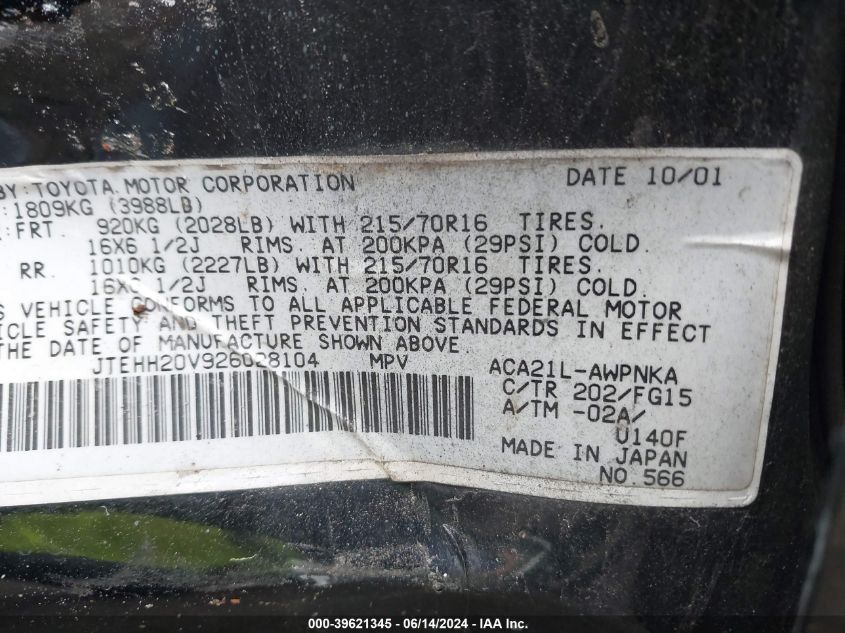 BY: TOYOTA MOTOR CORPORATION DATE 10/01
: 1809KG (3988LB)
: FRT. 920KG (2028LB) WITH 215/70R16 TIRES.
16X6 1/2J RIMS. AT 200KPA (29PSI) COLD.
RR. 1010KG (2227LB) WITH 215/70R16 TIRES.
16X6 1/2J RIMS. AT 200KPA (29PSI) COLD.
S VEHICLE CONFORMS TO ALL APPLICABLE FEDERAL MOTOR
ICLE SAFETY AND THEFT PREVENTION STANDARDS IN EFFECT
THE DATE OF MANUFACTURE SHOWN ABOVE
JTEHH20V926028104 MPV ACA21L-AWPNKA
C/TR 202/FG15
A/TM -02A/
U140F
MADE IN JAPAN
NO.566
000-39621345 - 06/14/2024 - IAA Inc.